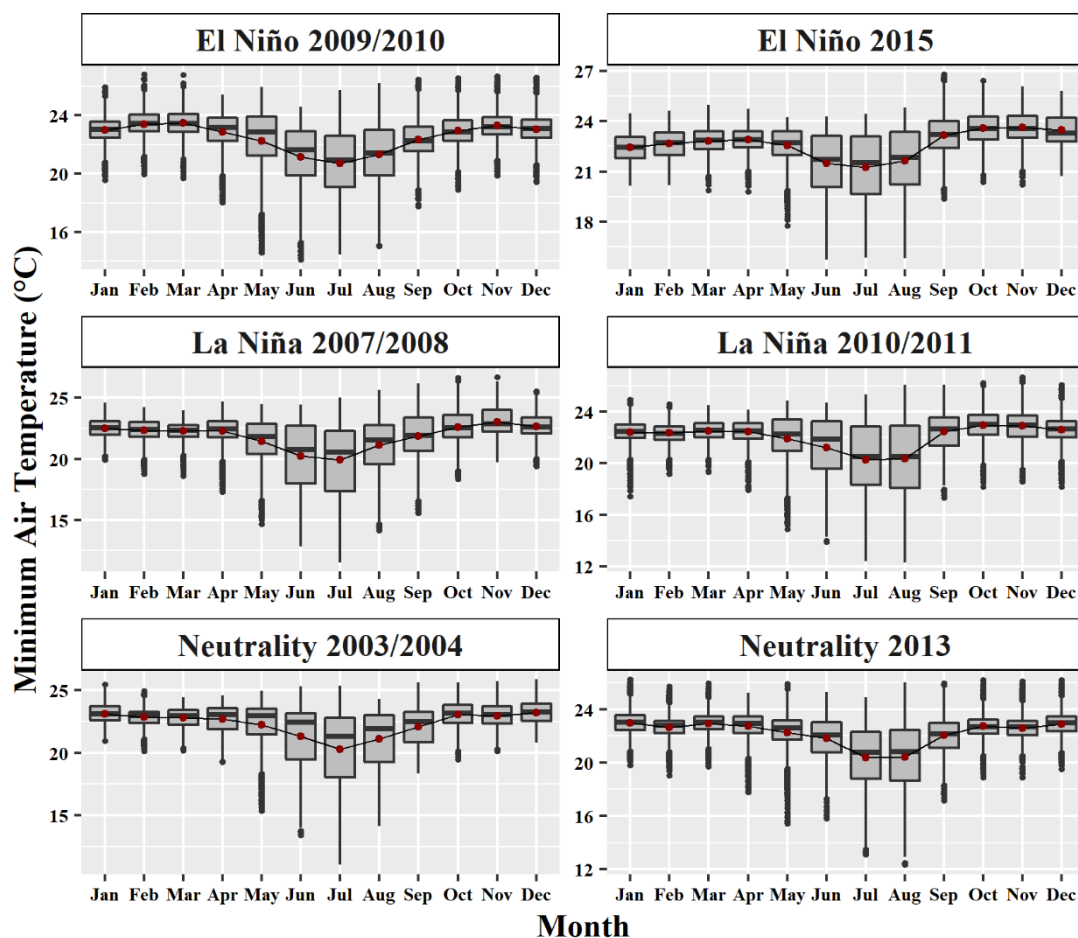 El Niño 2009/2010
El Niño 2015
24
20
16
27
24
21
18
Jan Feb Mar Apr May Jun Jul Aug Sep Oct Nov Dec
Jan Feb Mar Apr May Jun Jul Aug Sep Oct Nov Dec
La Niña 2007/2008
La Niña 2010/2011
25
20
15
24
20
16
12
Jan Feb Mar Apr May Jun Jul Aug Sep Oct Nov Dec
Jan Feb Mar Apr May Jun Jul Aug Sep Oct Nov Dec
Neutrality 2003/2004
Neutrality 2013
25
20
15
24
20
16
12
Jan Feb Mar Apr May Jun Jul Aug Sep Oct Nov Dec
Jan Feb Mar Apr May Jun Jul Aug Sep Oct Nov Dec
Minimum Air Temperature (°C)
Month